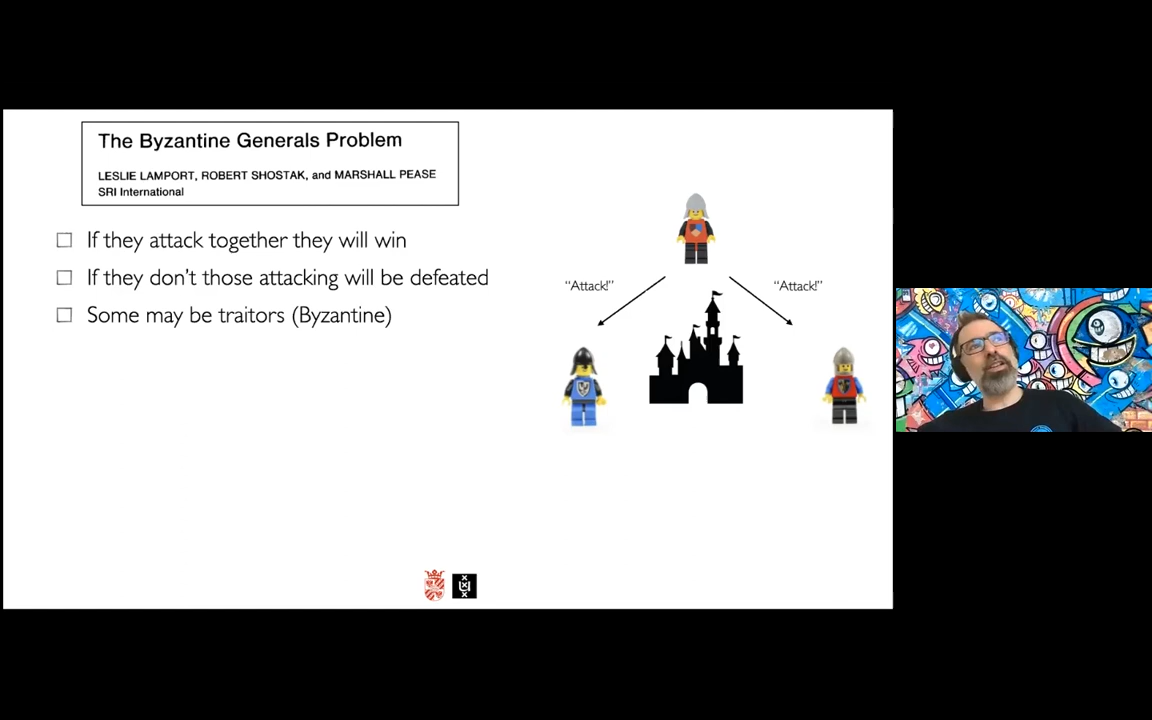 The Byzantine Generals Problem
LESLIE LAMPORT, ROBERT SHOSTAK, and MARSHALL PEASE
SRI International
If they attack together they will win
If they don't those attacking will be defeated
Some may be traitors (Byzantine)
“Attack!”
“Attack!”